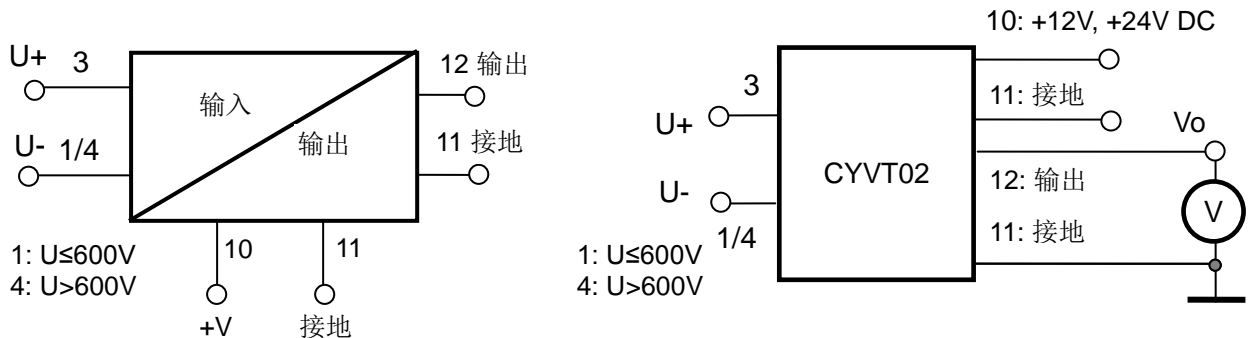 U+ 3
U- 1/4
输入
输出
12 输出
11 接地
10
11
+V
接地
1: U≤600V
4: U>600V
10: +12V, +24V DC
3
11: 接地
U+
Vo
CYVT02
U-
12: 输出
V
1/4
11: 接地
1: U≤600V
4: U>600V